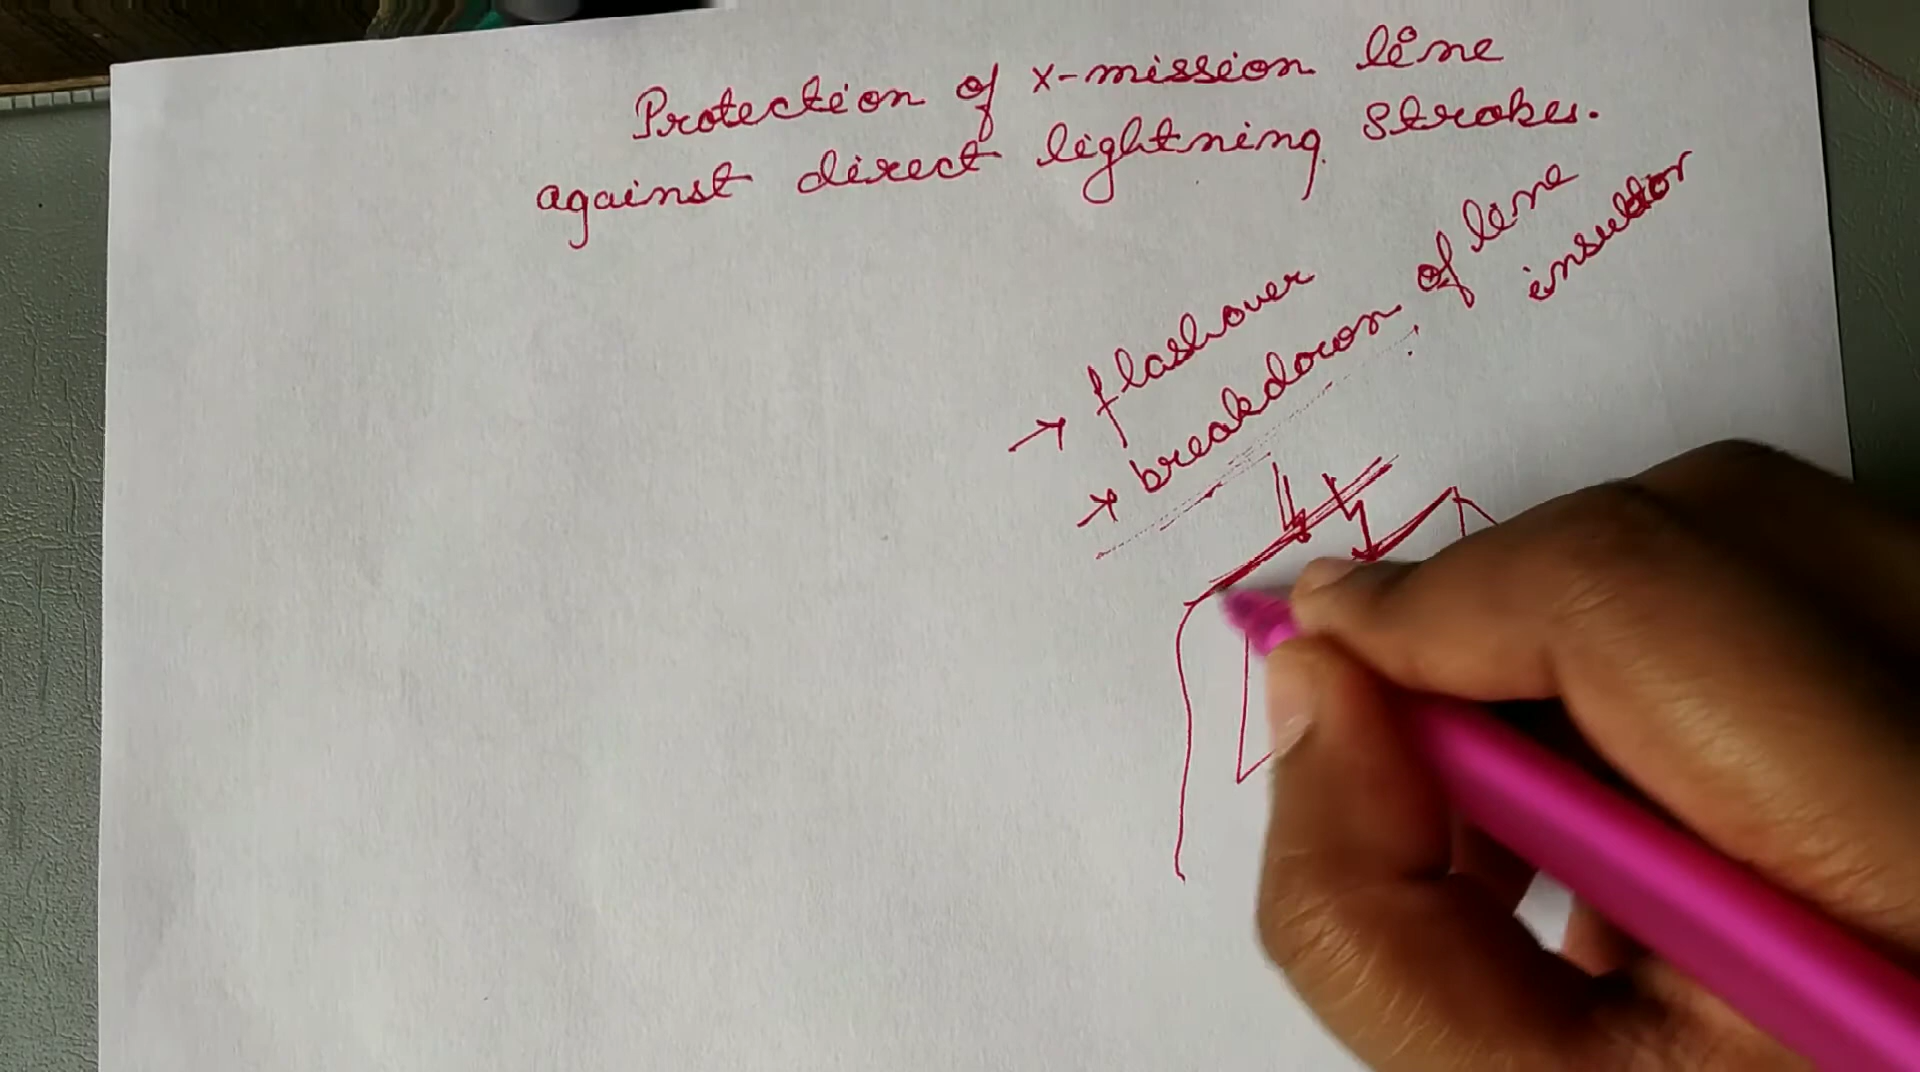 Protection of x-mission line
against direct lightning strokes.
→ flashover
→ breakdown of line
insulator